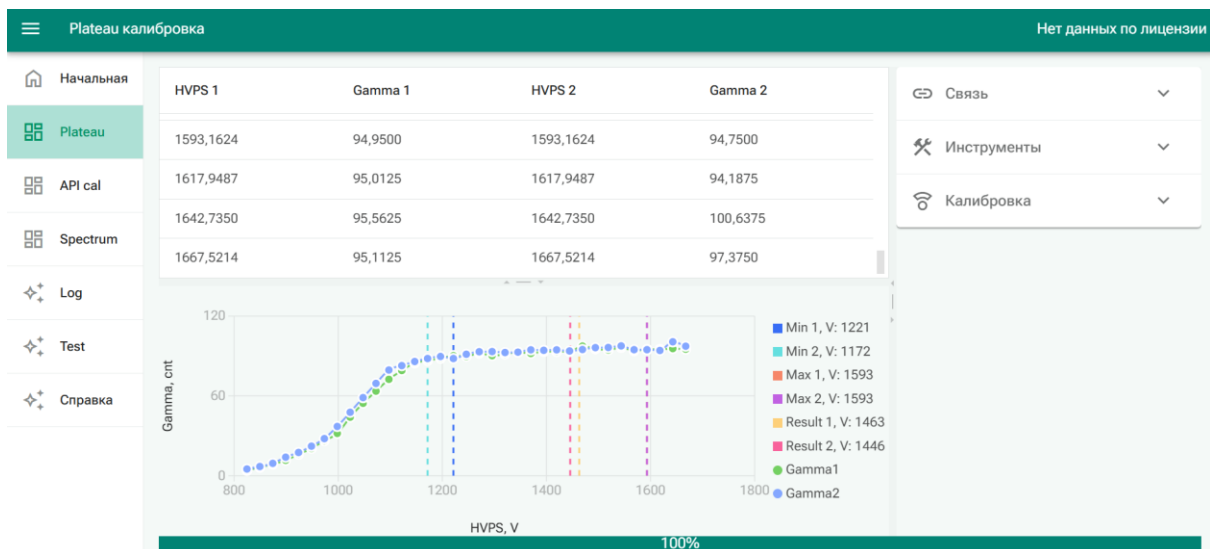 Plateau калибровка
Нет данных по лицензии
Начальная
Plateau
API cal
Spectrum
Log
Test
Справка
HVPS 1 Gamma 1 HVPS 2 Gamma 2
1593,1624 94,9500 1593,1624 94,7500
1617,9487 95,0125 1617,9487 94,1875
1642,7350 95,5625 1642,7350 100,6375
1667,5214 95,1125 1667,5214 97,3750
Связь
Инструменты
Калибровка
Gamma, cnt
120
60
0
800 1000 1200 1400 1600 1800
HVPS, V
Min 1, V: 1221
Min 2, V: 1172
Max 1, V: 1593
Max 2, V: 1593
Result 1, V: 1463
Result 2, V: 1446
Gamma1
Gamma2
100%